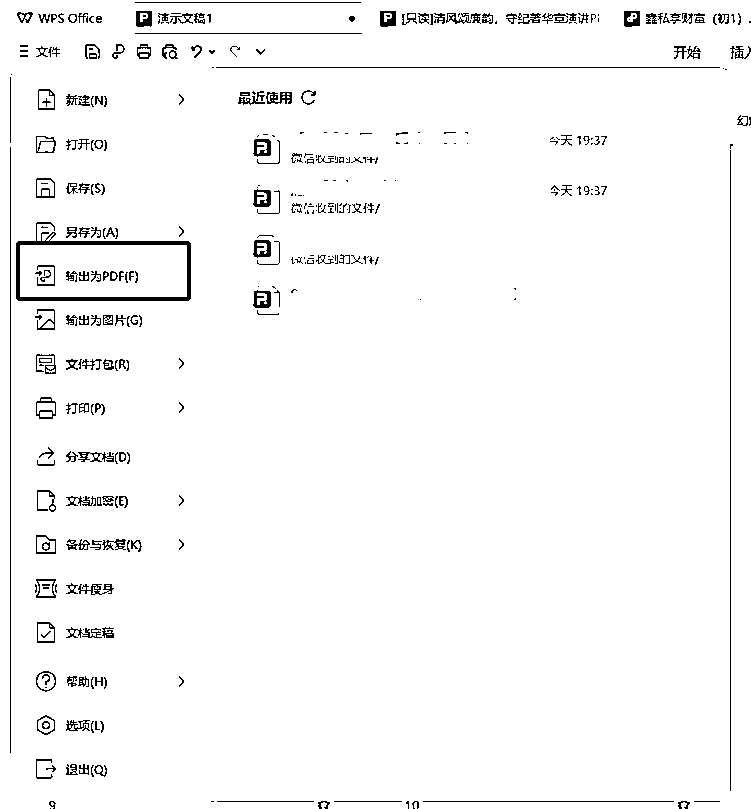 WPS Office
演示文稿1
[只读]清风颂廉韵，守纪著华宣演讲P
鑫私享财富（初1）.
文件
开始
插入
新建(N)
最近使用
打开(O)
微信收到的文件/
今天 19:37
保存(S)
微信收到的文件/
今天 19:37
另存为(A)
微信收到的文件/
输出为PDF(F)
输出为图片(G)
文件打包(R)
打印(P)
分享文档(D)
文档加密(E)
备份与恢复(K)
文件瘦身
文档定稿
帮助(H)
选项(L)
退出(Q)
9
10